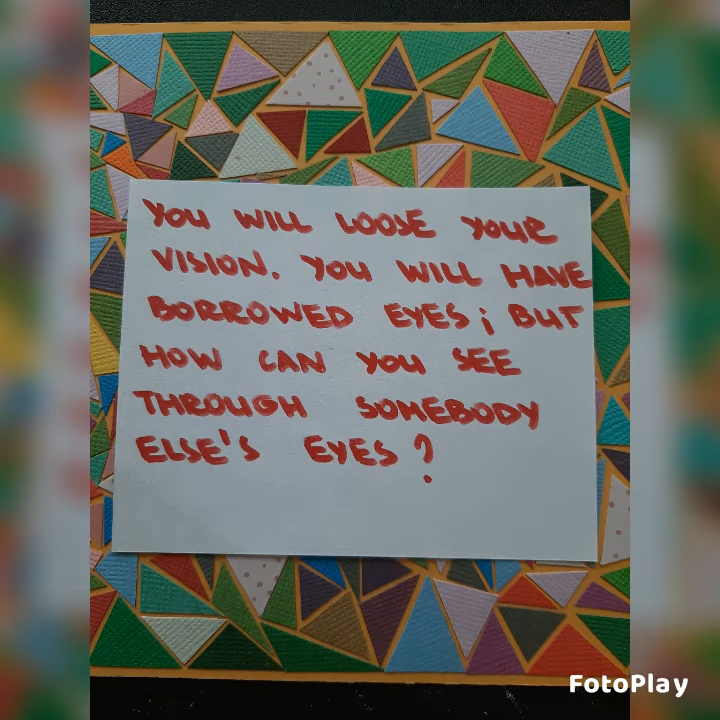 YOU WILL LOOSE YOUR
VISION. YOU WILL HAVE
BORROWED EYES; BUT
HOW CAN YOU SEE
THROUGH SOMEBODY
ELSE'S EYES?
FotoPlay